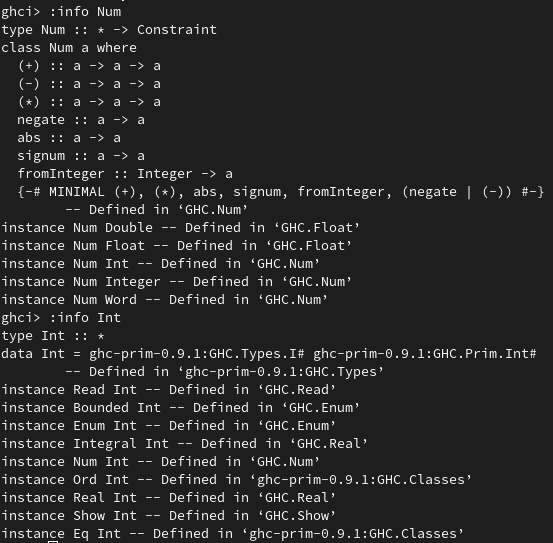 ghci> :info Num
type Num :: * -> Constraint
class Num a where
  (+) :: a -> a -> a
  (-) :: a -> a -> a
  (*) :: a -> a -> a
  negate :: a -> a
  abs :: a -> a
  signum :: a -> a
  fromInteger :: Integer -> a
  {-# MINIMAL (+), (*), abs, signum, fromInteger, (negate | (-)) #-}
        -- Defined in ‘GHC.Num’
instance Num Double -- Defined in ‘GHC.Float’
instance Num Float -- Defined in ‘GHC.Float’
instance Num Int -- Defined in ‘GHC.Num’
instance Num Integer -- Defined in ‘GHC.Num’
instance Num Word -- Defined in ‘GHC.Num’
ghci> :info Int
type Int :: *
data Int = ghc-prim-0.9.1:GHC.Types.I# ghc-prim-0.9.1:GHC.Prim.Int#
        -- Defined in ‘ghc-prim-0.9.1:GHC.Types’
instance Read Int -- Defined in ‘GHC.Read’
instance Bounded Int -- Defined in ‘GHC.Enum’
instance Enum Int -- Defined in ‘GHC.Enum’
instance Integral Int -- Defined in ‘GHC.Real’
instance Num Int -- Defined in ‘GHC.Num’
instance Ord Int -- Defined in ‘ghc-prim-0.9.1:GHC.Classes’
instance Real Int -- Defined in ‘GHC.Real’
instance Show Int -- Defined in ‘GHC.Show’
instance Eq Int -- Defined in ‘ghc-prim-0.9.1:GHC.Classes’